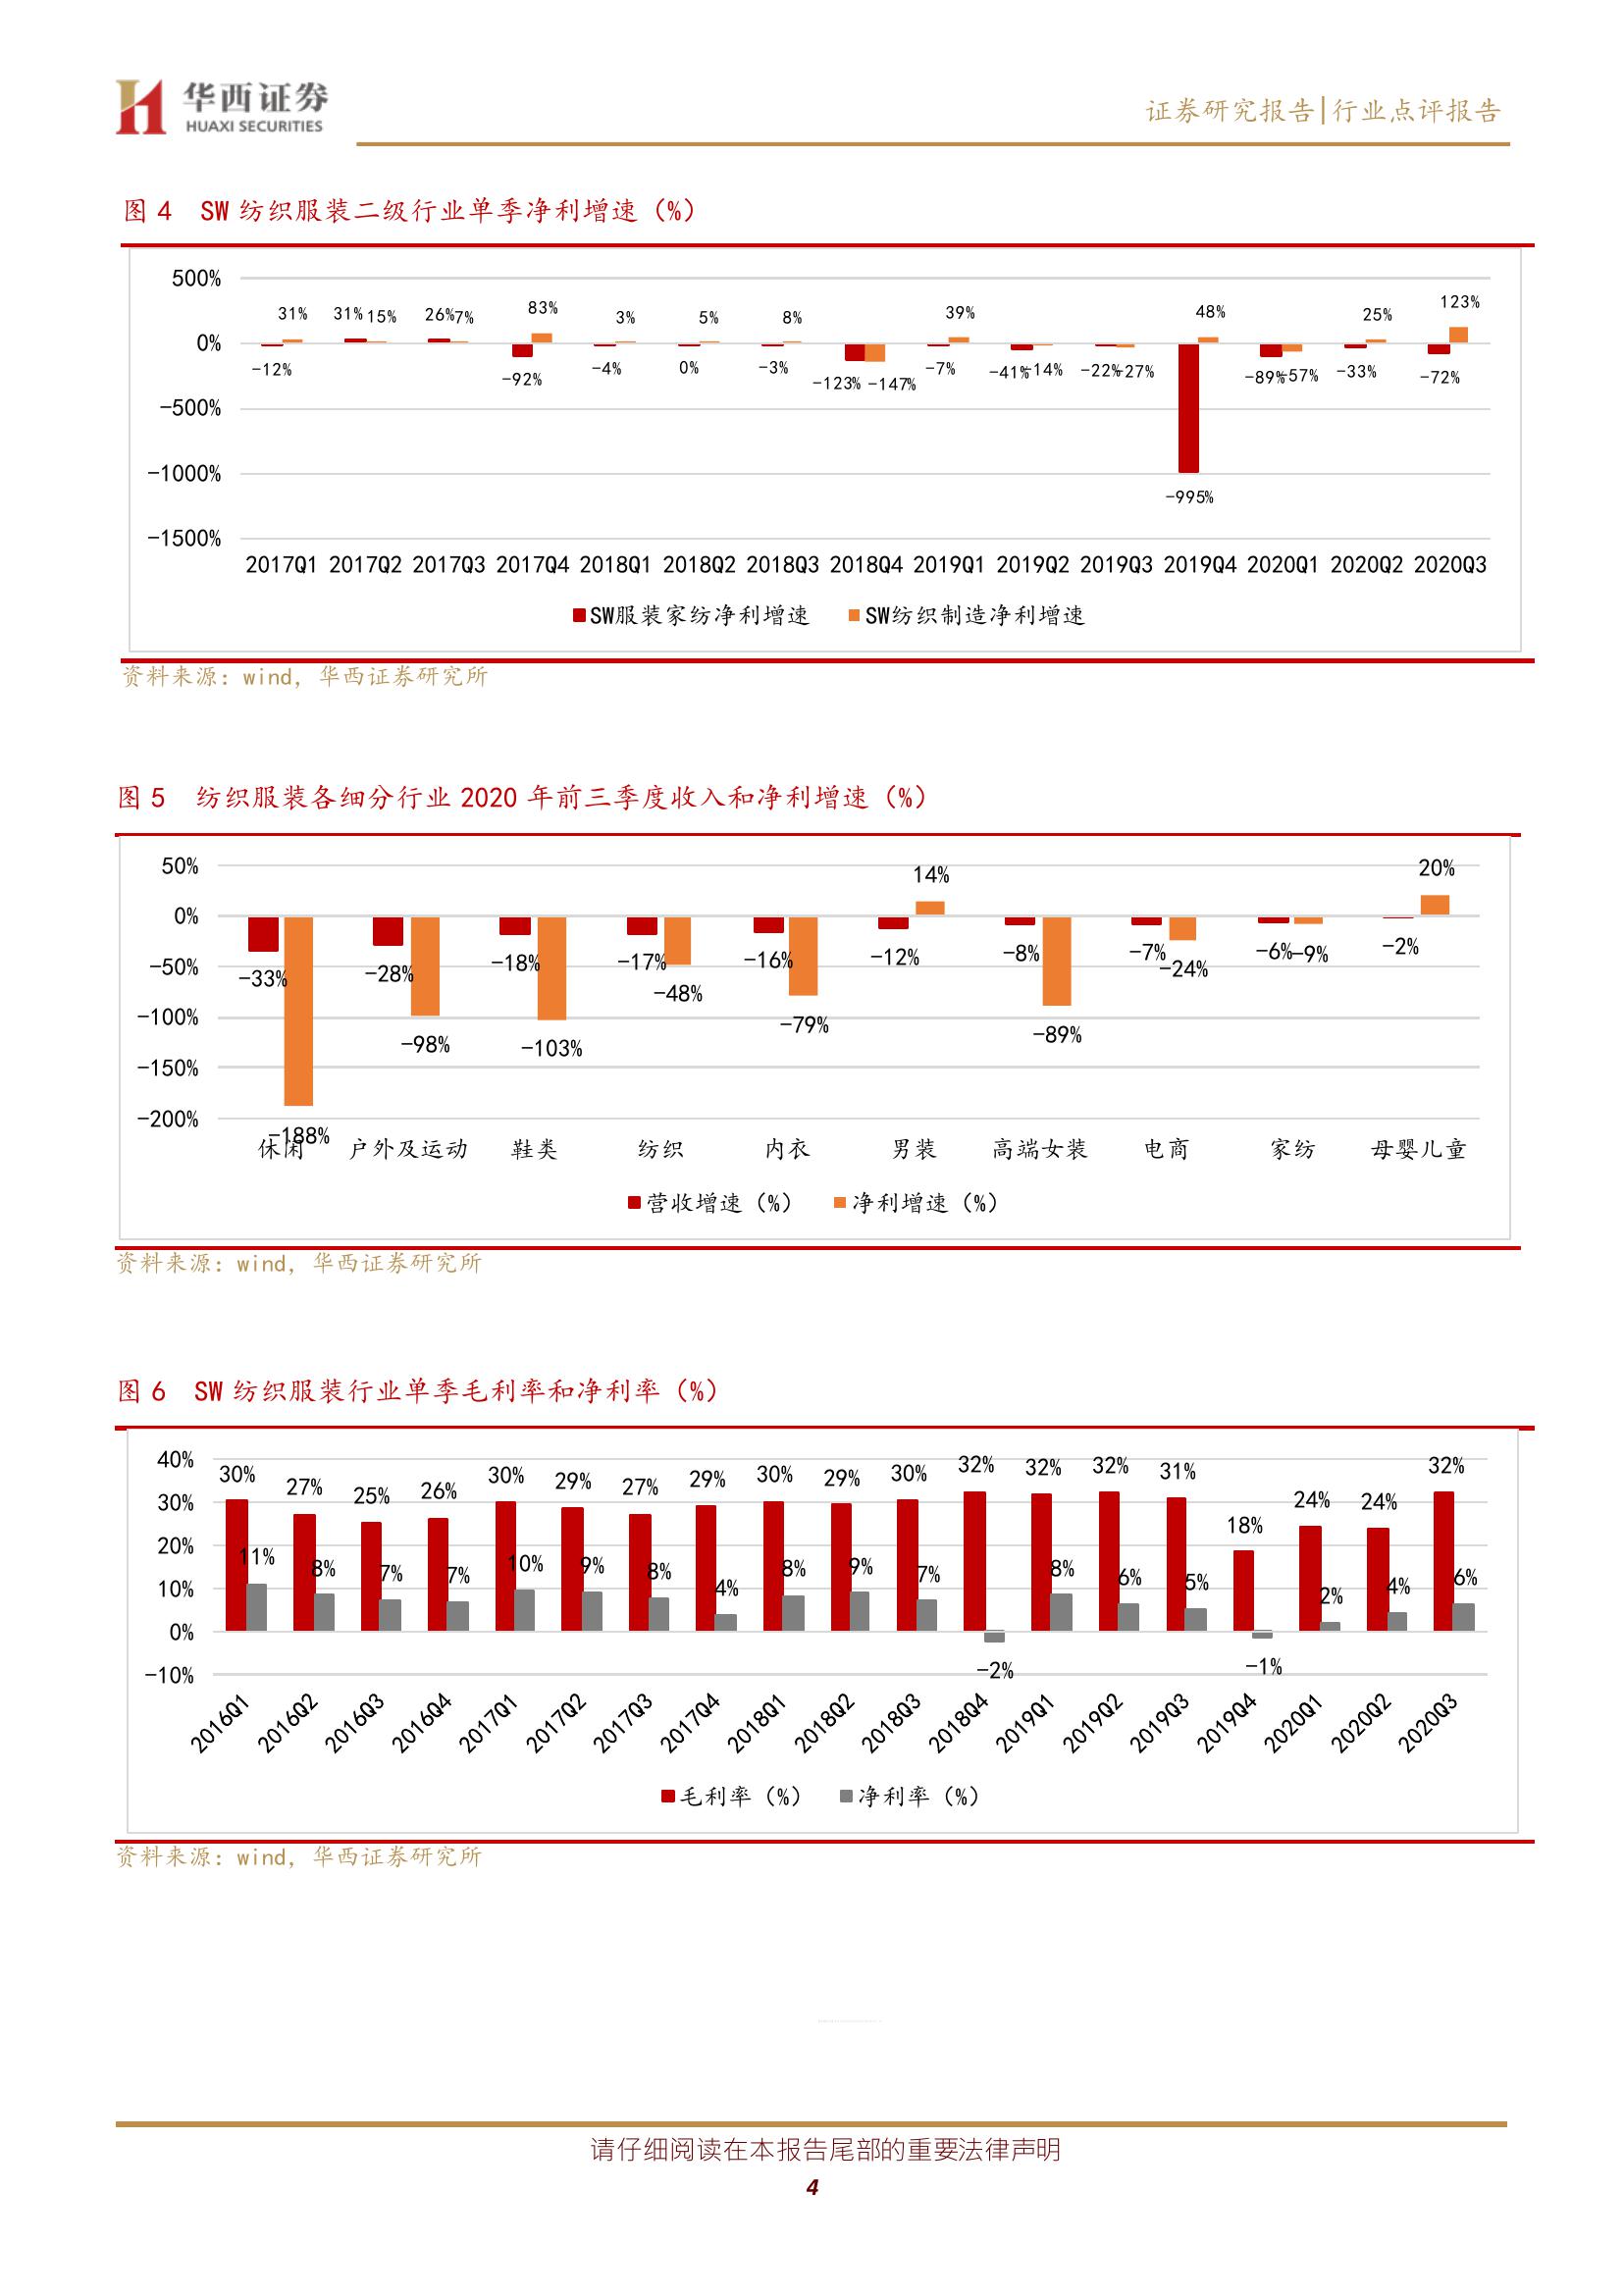 华西证券
HUAXI SECURITIES
证券研究报告|行业点评报告
图 4 SW 纺织服装二级行业单季净利增速（%）
500%
31% 31% 15% 26% 7% 83% 3% 5% 8% 39% 48% 25% 123%
0%
-12% -92% -4% 0% -3% -123% -147% -7% -41% -14% -22% -27% -89% -57% -33% -72%
-500%
-1000%
-995%
-1500%
2017Q1 2017Q2 2017Q3 2017Q4 2018Q1 2018Q2 2018Q3 2018Q4 2019Q1 2019Q2 2019Q3 2019Q4 2020Q1 2020Q2 2020Q3
SW服装家纺净利增速 SW纺织制造净利增速
资料来源：wind，华西证券研究所
图 5 纺织服装各细分行业 2020 年前三季度收入和净利增速（%）
50%
14% 20%
0%
-33% -28% -18% -17% -16% -12% -8% -7% -6% -9% -2%
-50%
-48% -24%
-100%
-98% -103% -79% -89%
-150%
-200%
-188%
休闲 户外及运动 鞋类 纺织 内衣 男装 高端女装 电商 家纺 母婴儿童
营收增速（%） 净利增速（%）
资料来源：wind，华西证券研究所
图 6 SW 纺织服装行业单季毛利率和净利率（%）
40%
30% 27% 25% 26% 30% 29% 27% 29% 30% 29% 30% 32% 32% 32% 31% 18% 24% 24% 32%
30%
20%
11% 8% 7% 7% 10% 9% 8% 4% 8% 9% 7% 8% 6% 5% 2% 4% 6%
10%
0%
-2% -1%
-10%
2016Q1 2016Q2 2016Q3 2016Q4 2017Q1 2017Q2 2017Q3 2017Q4 2018Q1 2018Q2 2018Q3 2018Q4 2019Q1 2019Q2 2019Q3 2019Q4 2020Q1 2020Q2 2020Q3
毛利率（%） 净利率（%）
资料来源：wind，华西证券研究所
请仔细阅读在本报告尾部的重要法律声明
4